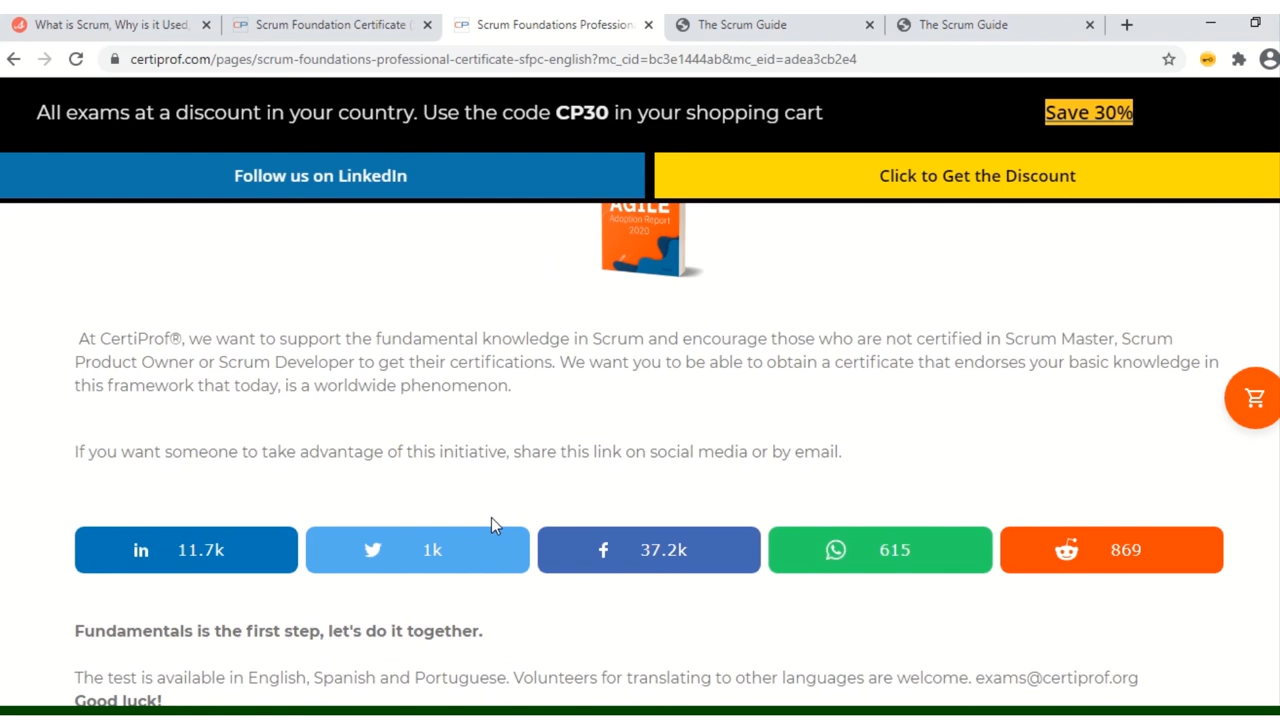 What is Scrum, Why is it Used,
Scrum Foundation Certificate (
Scrum Foundations Profession
The Scrum Guide
The Scrum Guide
certiprof.com/pages/scrum-foundations-professional-certificate-sfpc-english?mc_cid=bc3e1444ab&mc_eid=adea3cb2e4
All exams at a discount in your country. Use the code CP30 in your shopping cart
Save 30%
Follow us on LinkedIn
Click to Get the Discount
AGILE
Adoption Report
2020
At CertiProf®, we want to support the fundamental knowledge in Scrum and encourage those who are not certified in Scrum Master, Scrum
Product Owner or Scrum Developer to get their certifications. We want you to be able to obtain a certificate that endorses your basic knowledge in
this framework that today, is a worldwide phenomenon.
If you want someone to take advantage of this initiative, share this link on social media or by email.
in 11.7k
1k
f 37.2k
615
869
Fundamentals is the first step, let's do it together.
The test is available in English, Spanish and Portuguese. Volunteers for translating to other languages are welcome. exams@certiprof.org
Good luck!